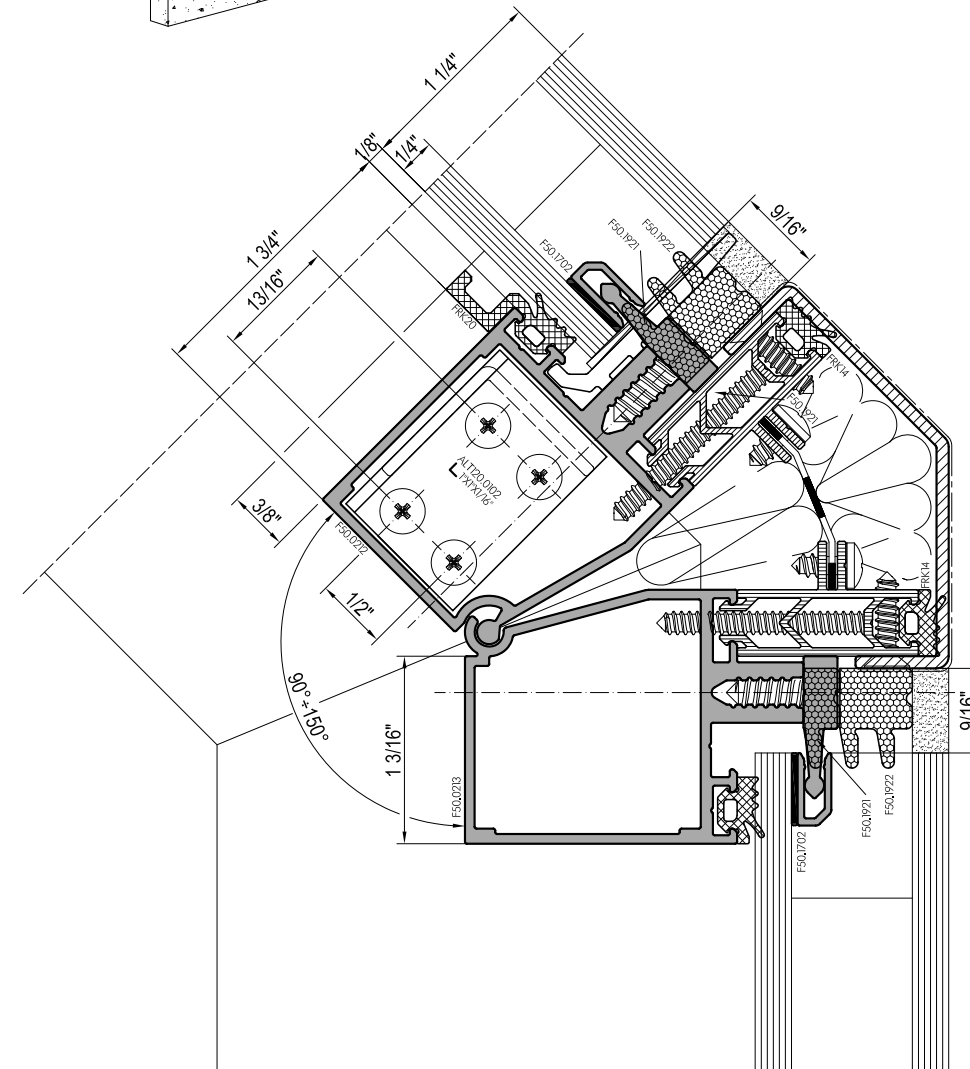 1 1/4"
1/8"
1/4"
1 3/4"
13/16"
9/16"
F50.1702
F50.1921
F50.1922
FRK20
FRK14
F50.1921
ALT120.0102
L 1"X1"X1/16"
3/8"
F50.0212
1/2"
FRK14
90°÷150°
1 3/16"
F50.0213
9/16"
F50.1702
F50.1921
F50.1922